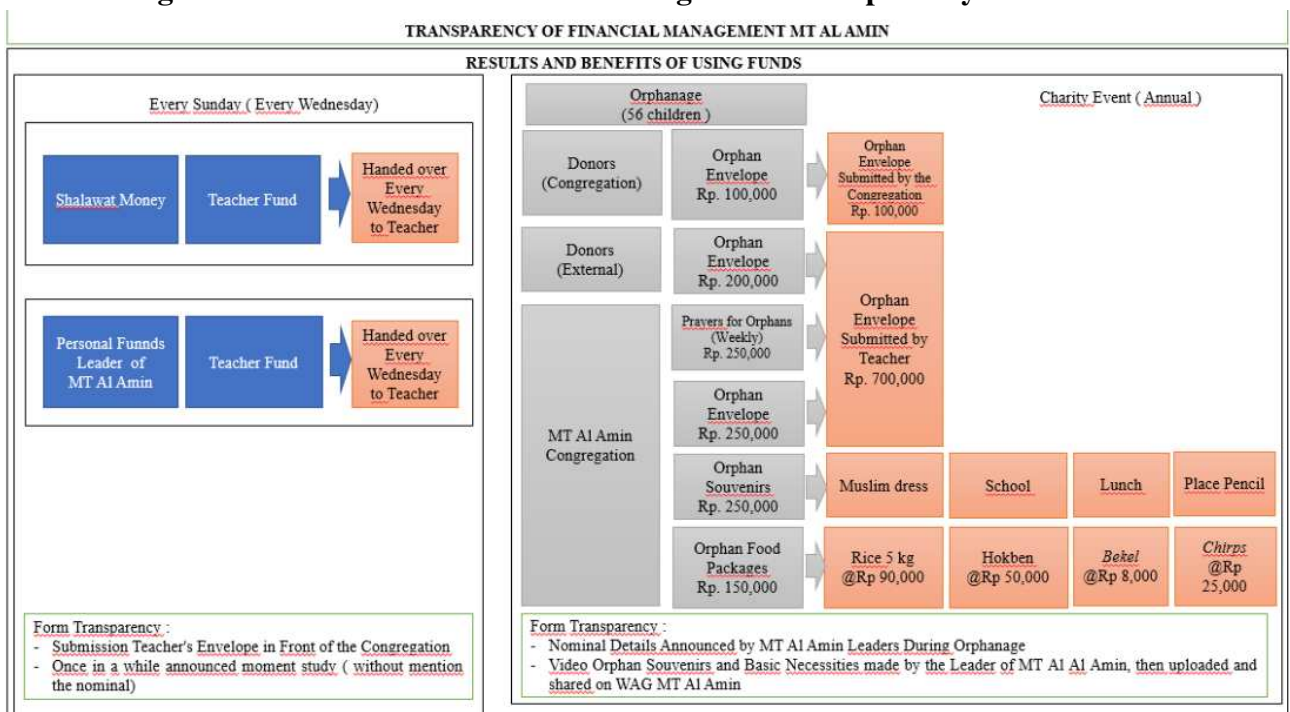 TRANSPARENCY OF FINANCIAL MANAGEMENT MT AL AMIN
RESULTS AND BENEFITS OF USING FUNDS
Every Sunday ( Every Wednesday)
Shalawat Money
Teacher Fund
Handed over
Every
Wednesday
to Teacher
Personal Funnds
Leader of
MT Al Amin
Teacher Fund
Handed over
Every
Wednesday
to Teacher
Form Transparency :
- Submission Teacher's Envelope in Front of the Congregation
- Once in a while announced moment study ( without mention
the nominal)
Orphanage
(56 children )
Charity Event ( Annual )
Donors
(Congregation)
Orphan
Envelope
Rp. 100,000
Orphan
Envelope
Submitted by the
Congregation
Rp. 100,000
Donors
(External)
Orphan
Envelope
Rp. 200,000
MT Al Amin
Congregation
Prayers for Orphans
(Weekly)
Rp. 250,000
Orphan
Envelope
Rp. 250,000
Orphan
Envelope
Submitted by
Teacher
Rp. 700,000
Orphan
Souvenirs
Rp. 250,000
Muslim dress
School
Lunch
Place Pencil
Orphan Food
Packages
Rp. 150,000
Rice 5 kg
@Rp 90,000
Hokben
@Rp 50,000
Bekel
@Rp 8,000
Chirps
@Rp
25,000
Form Transparency :
- Nominal Details Announced by MT Al Amin Leaders During Orphanage
- Video Orphan Souvenirs and Basic Necessities made by the Leader of MT Al Al Amin, then uploaded and
shared on WAG MT Al Amin